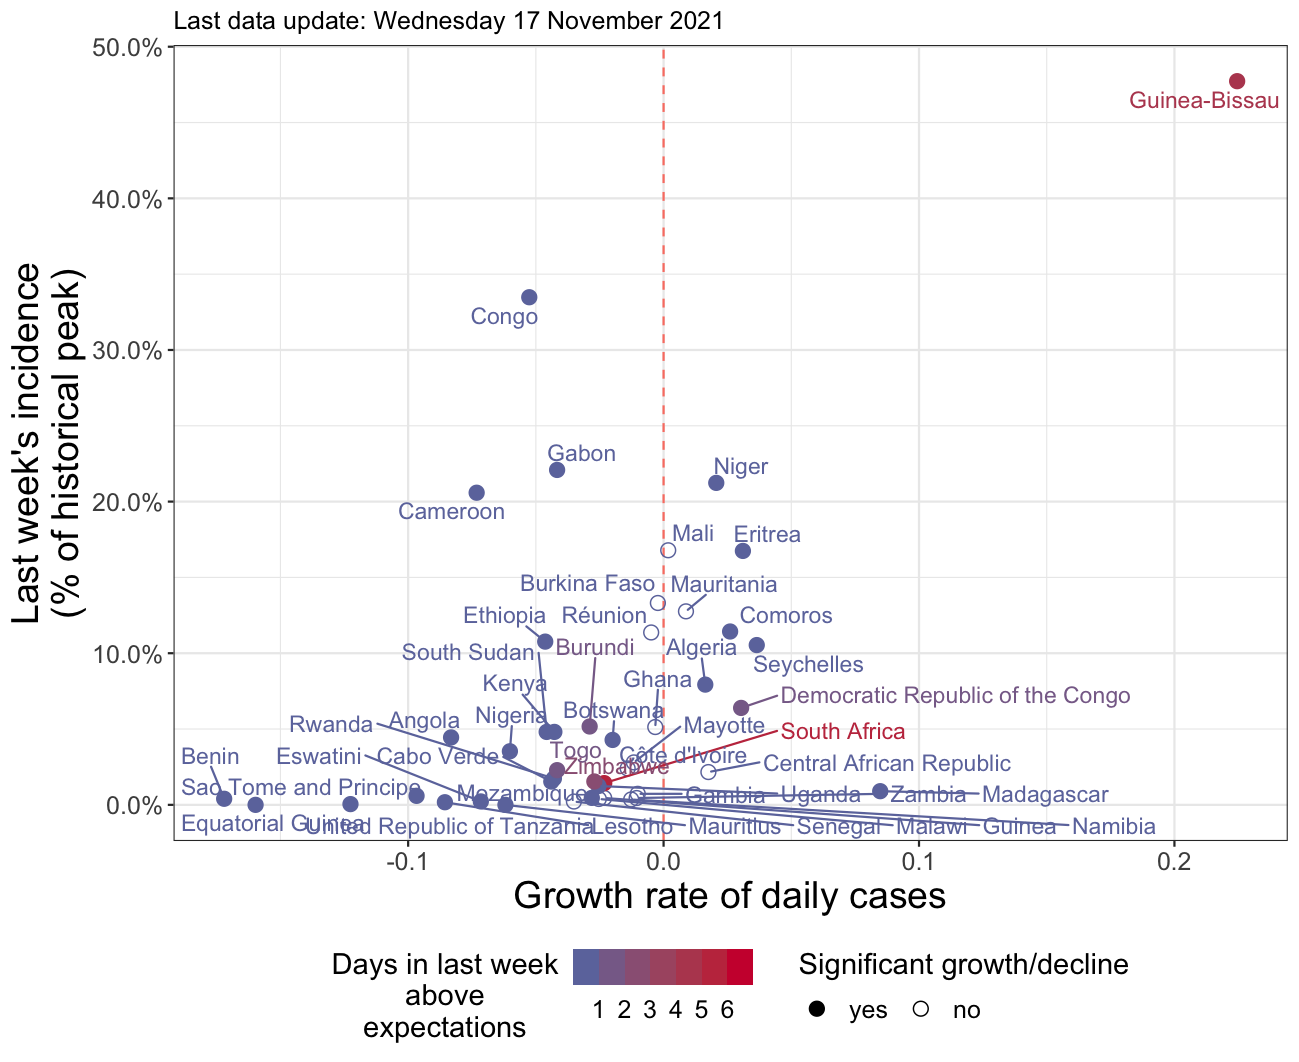 Last data update: Wednesday 17 November 2021
50.0%
40.0%
30.0%
20.0%
10.0%
0.0%
Last week's incidence
(% of historical peak)
Guinea-Bissau
Congo
Gabon
Niger
Cameroon
Mali
Eritrea
Burkina Faso
Mauritania
Ethiopia
Réunion
Comoros
South Sudan
Burundi
Algeria
Seychelles
Kenya
Ghana
Democratic Republic of the Congo
Rwanda
Angola
Nigeria
Botswana
Mayotte
South Africa
Benin
Eswatini
Cabo Verde
Togo
Côte d'Ivoire
Zimbabwe
Central African Republic
Sao Tome and Principe
Mozambique
Gambia
Uganda
Zambia
Madagascar
Equatorial Guinea
United Republic of Tanzania
Lesotho
Mauritius
Senegal
Malawi
Guinea
Namibia
-0.1
0.0
0.1
0.2
Growth rate of daily cases
Days in last week
above
expectations
1 2 3 4 5 6
Significant growth/decline
yes
no